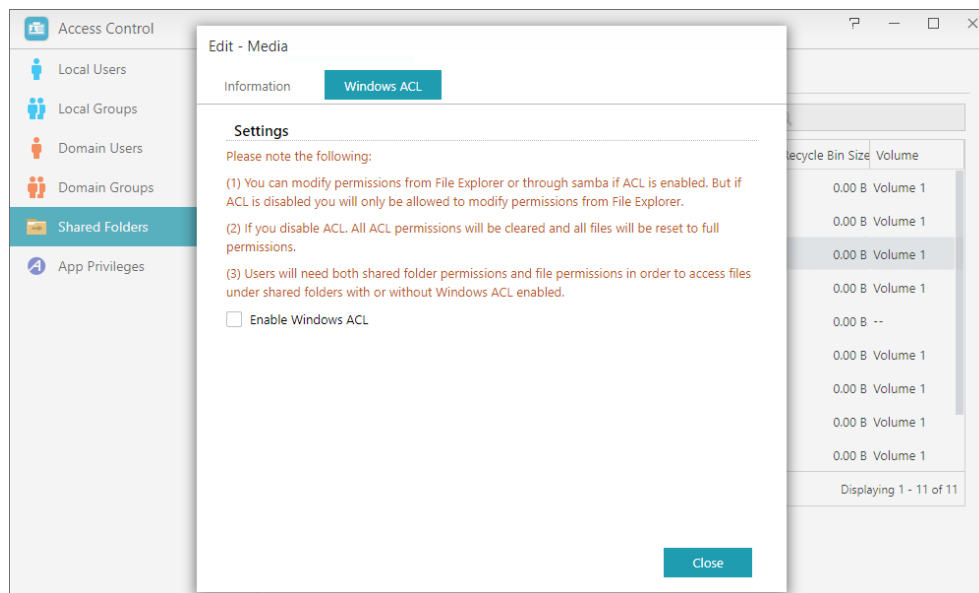 Access Control
Local Users
Local Groups
Domain Users
Domain Groups
Shared Folders
App Privileges
Edit - Media
Information
Windows ACL
Settings
Please note the following:
(1) You can modify permissions from File Explorer or through samba if ACL is enabled. But if
ACL is disabled you will only be allowed to modify permissions from File Explorer.
(2) If you disable ACL. All ACL permissions will be cleared and all files will be reset to full
permissions.
(3) Users will need both shared folder permissions and file permissions in order to access files
under shared folders with or without Windows ACL enabled.
Enable Windows ACL
Close
Recycle Bin Size Volume
0.00 B Volume 1
0.00 B Volume 1
0.00 B Volume 1
0.00 B Volume 1
0.00 B --
0.00 B Volume 1
0.00 B Volume 1
0.00 B Volume 1
0.00 B Volume 1
Displaying 1 - 11 of 11